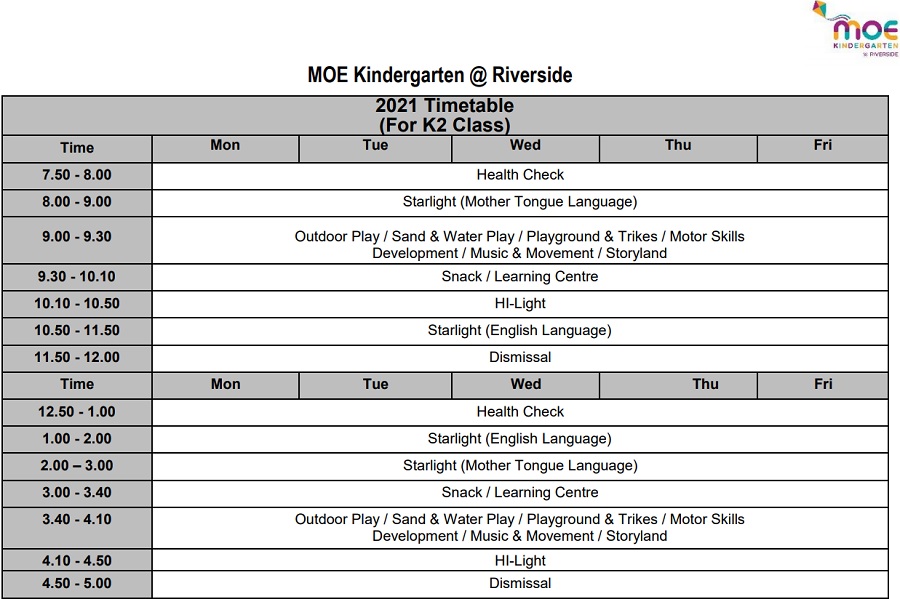 moe
KINDERGARTEN
@ RIVERSIDE
MOE Kindergarten @ Riverside
2021 Timetable
(For K2 Class)
Time Mon Tue Wed Thu Fri
7.50 - 8.00 Health Check
8.00 - 9.00 Starlight (Mother Tongue Language)
9.00 - 9.30 Outdoor Play / Sand & Water Play / Playground & Trikes / Motor Skills
Development / Music & Movement / Storyland
9.30 - 10.10 Snack / Learning Centre
10.10 - 10.50 HI-Light
10.50 - 11.50 Starlight (English Language)
11.50 - 12.00 Dismissal
Time Mon Tue Wed Thu Fri
12.50 - 1.00 Health Check
1.00 - 2.00 Starlight (English Language)
2.00 – 3.00 Starlight (Mother Tongue Language)
3.00 - 3.40 Snack / Learning Centre
3.40 - 4.10 Outdoor Play / Sand & Water Play / Playground & Trikes / Motor Skills
Development / Music & Movement / Storyland
4.10 - 4.50 HI-Light
4.50 - 5.00 Dismissal